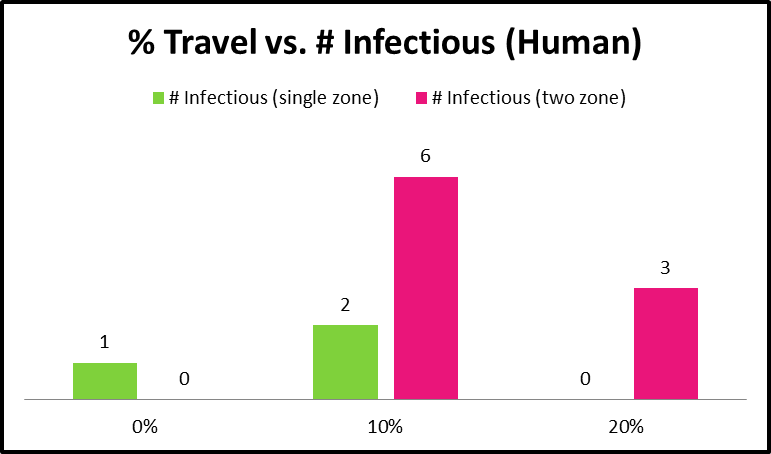 % Travel vs. # Infectious (Human)
# Infectious (single zone) # Infectious (two zone)
6
3
2
1
0 0
0% 10% 20%